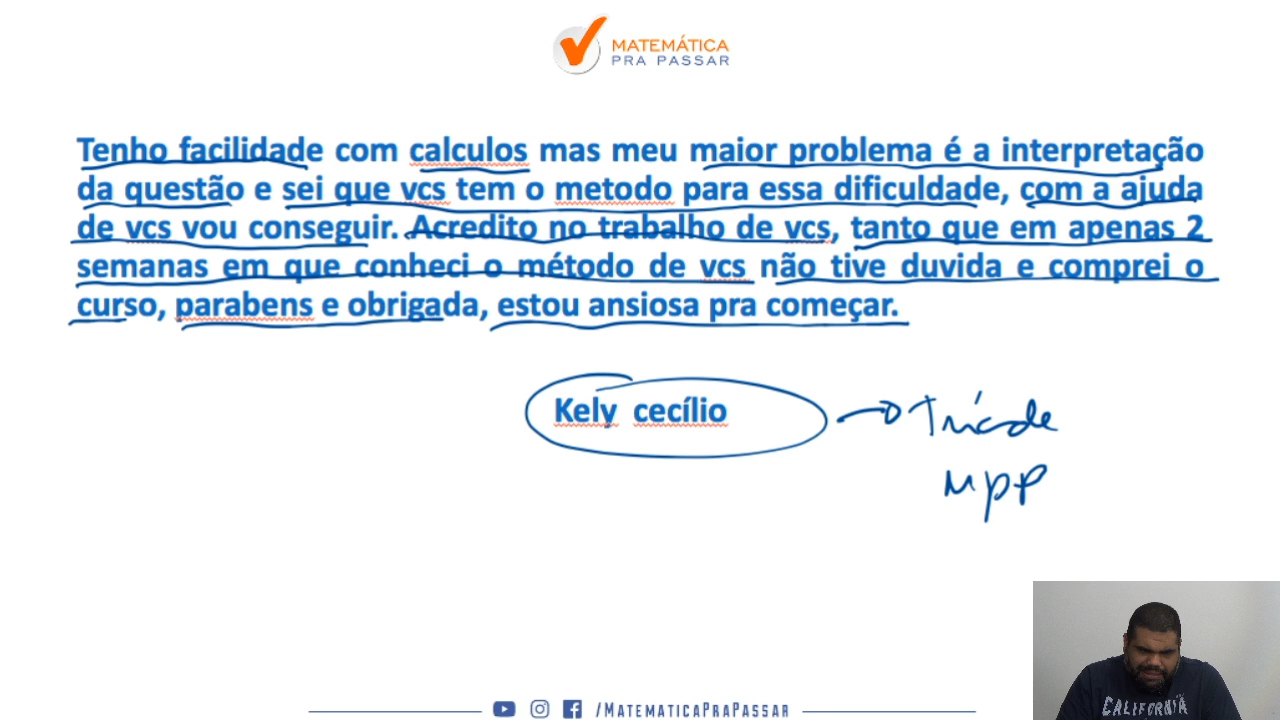 MATEMÁTICA
PRA PASSAR
Tenho facilidade com calculos mas meu maior problema é a interpretação
da questão e sei que vcs tem o metodo para essa dificuldade, com a ajuda
de vcs vou conseguir. Acredito no trabalho de vcs, tanto que em apenas 2
semanas em que conheci o método de vcs não tive duvida e comprei o
curso, parabens e obrigada, estou ansiosa pra começar.
Kely cecílio
Tríade
MPP
CALIFORNIA
/MATEMATICAPRAPASSAR